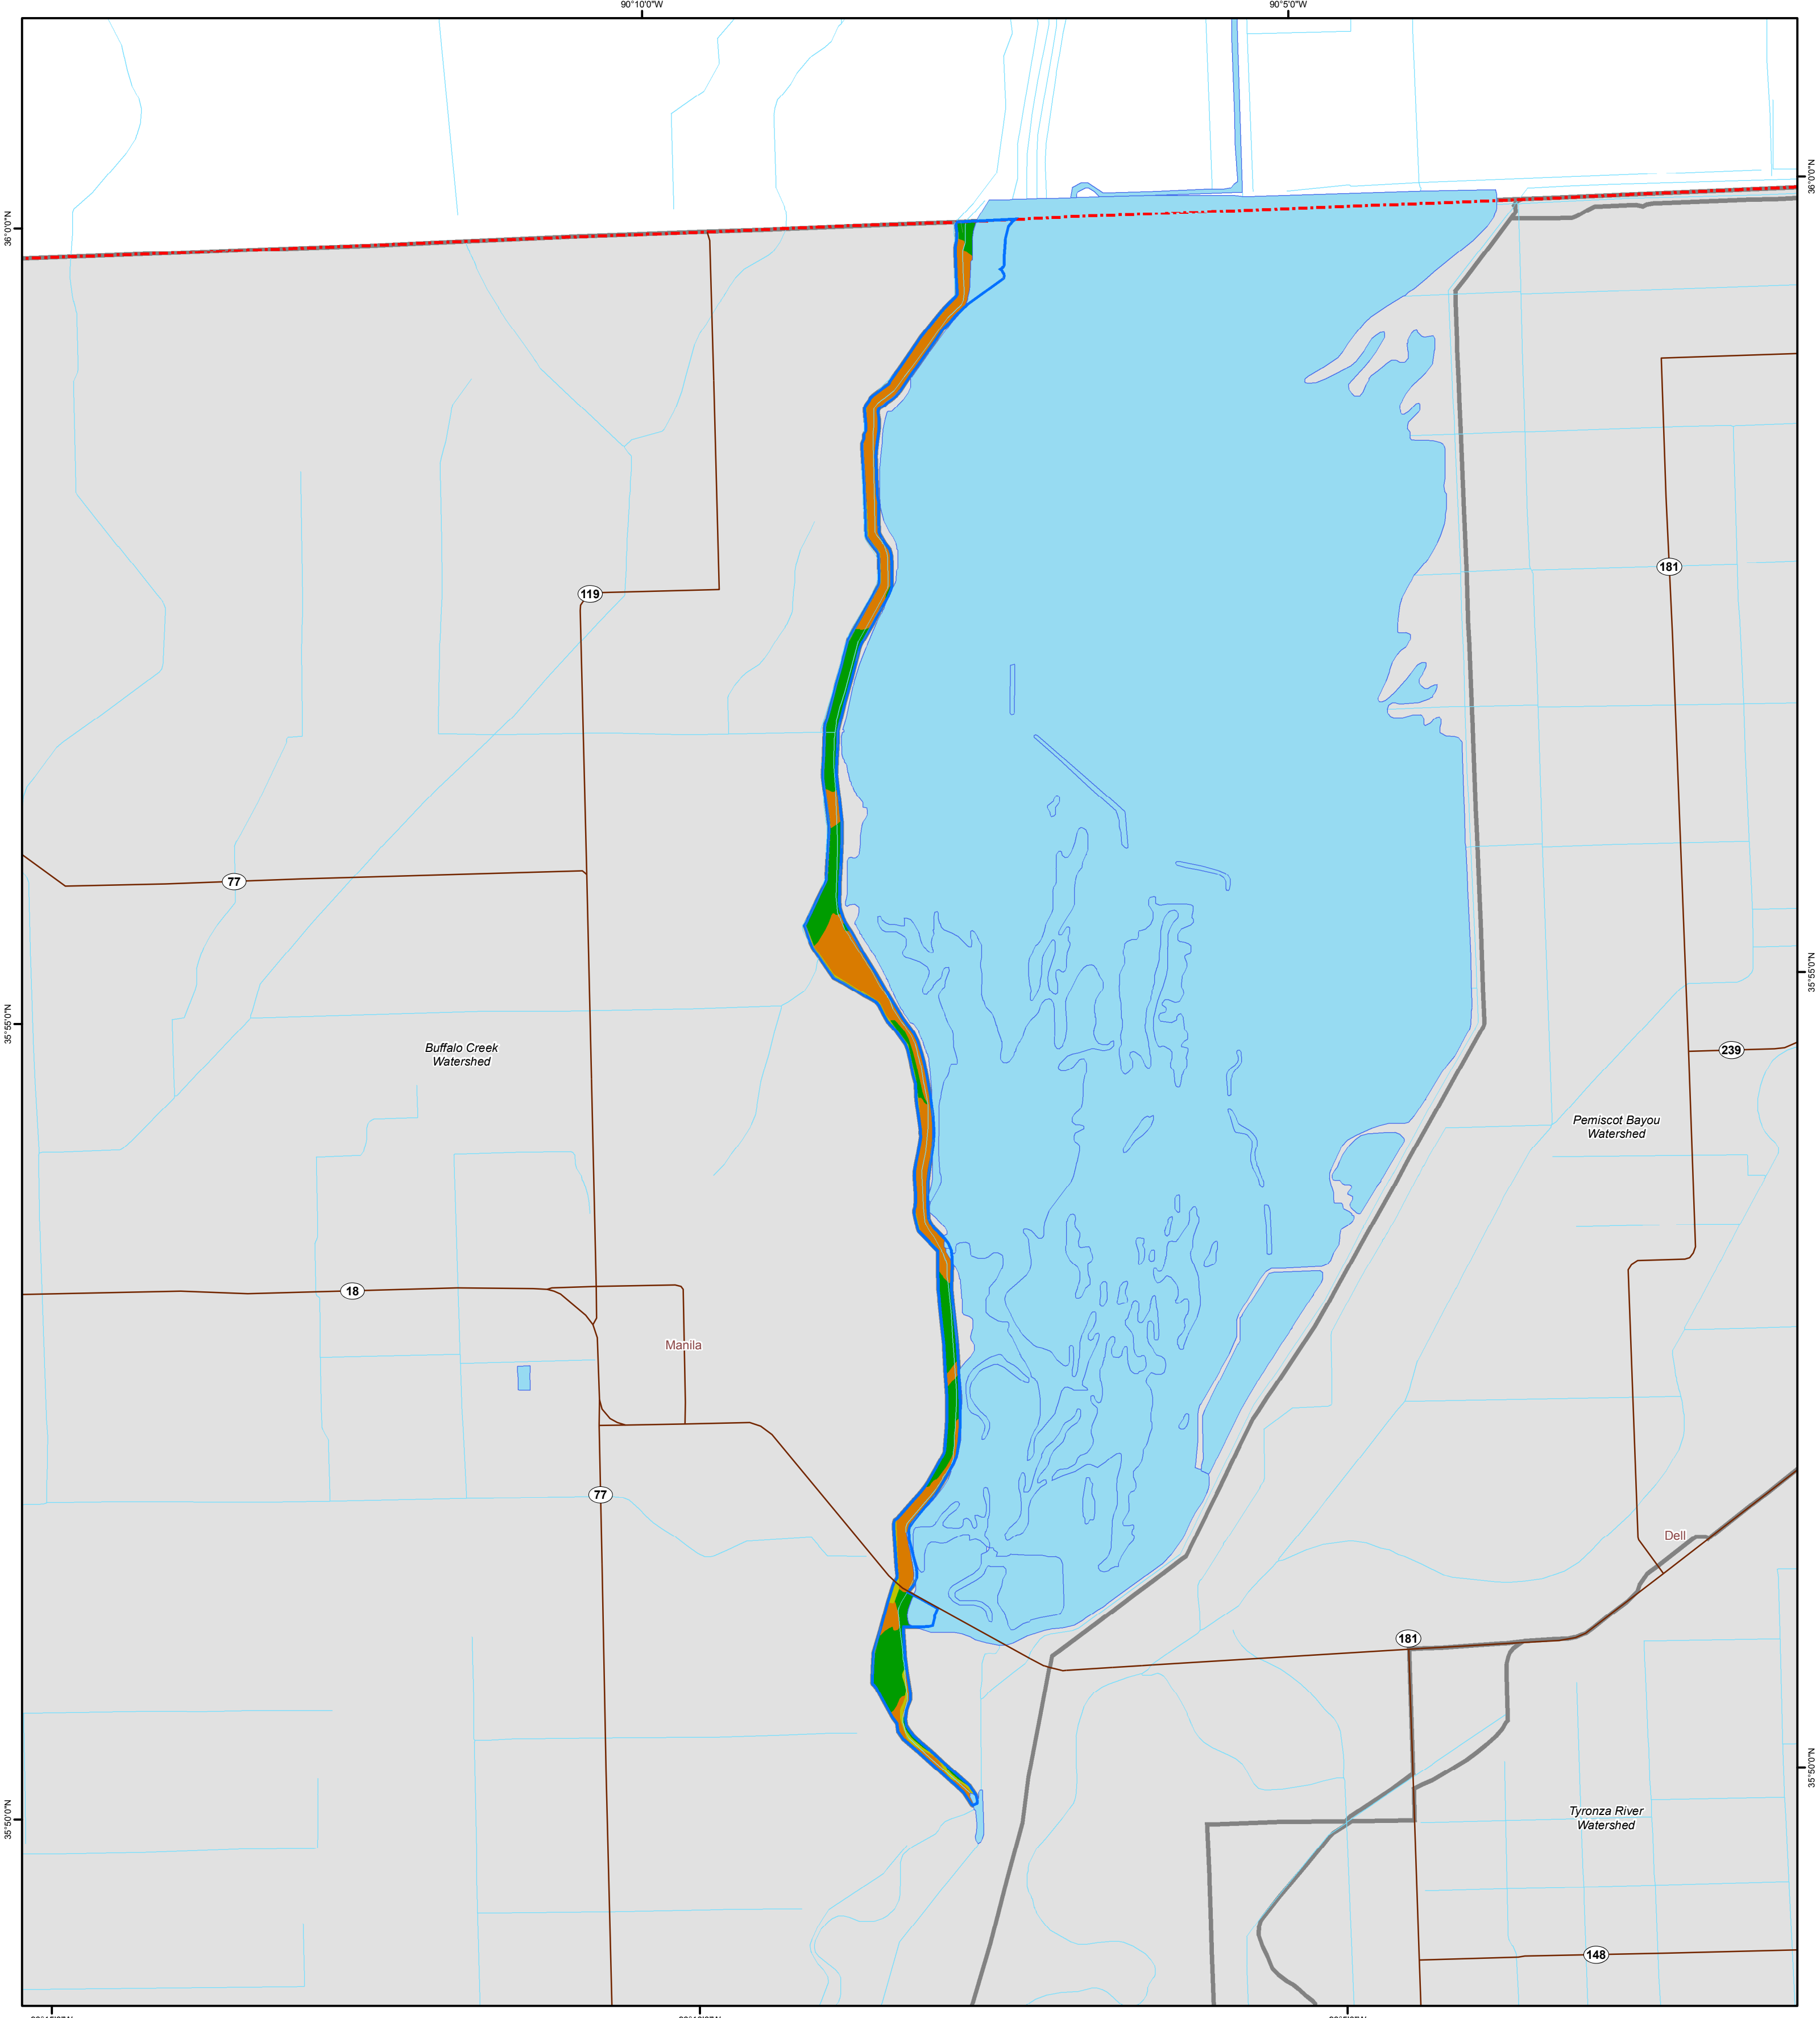 90°10'0"W
90°5'0"W
36°0'0"N
36°0'0"N
181
119
77
35°55'0"N
35°55'0"N
Buffalo Creek
Watershed
239
Pemiscot Bayou
Watershed
18
Manila
77
Dell
181
35°50'0"N
35°50'0"N
Tyronza River
Watershed
148